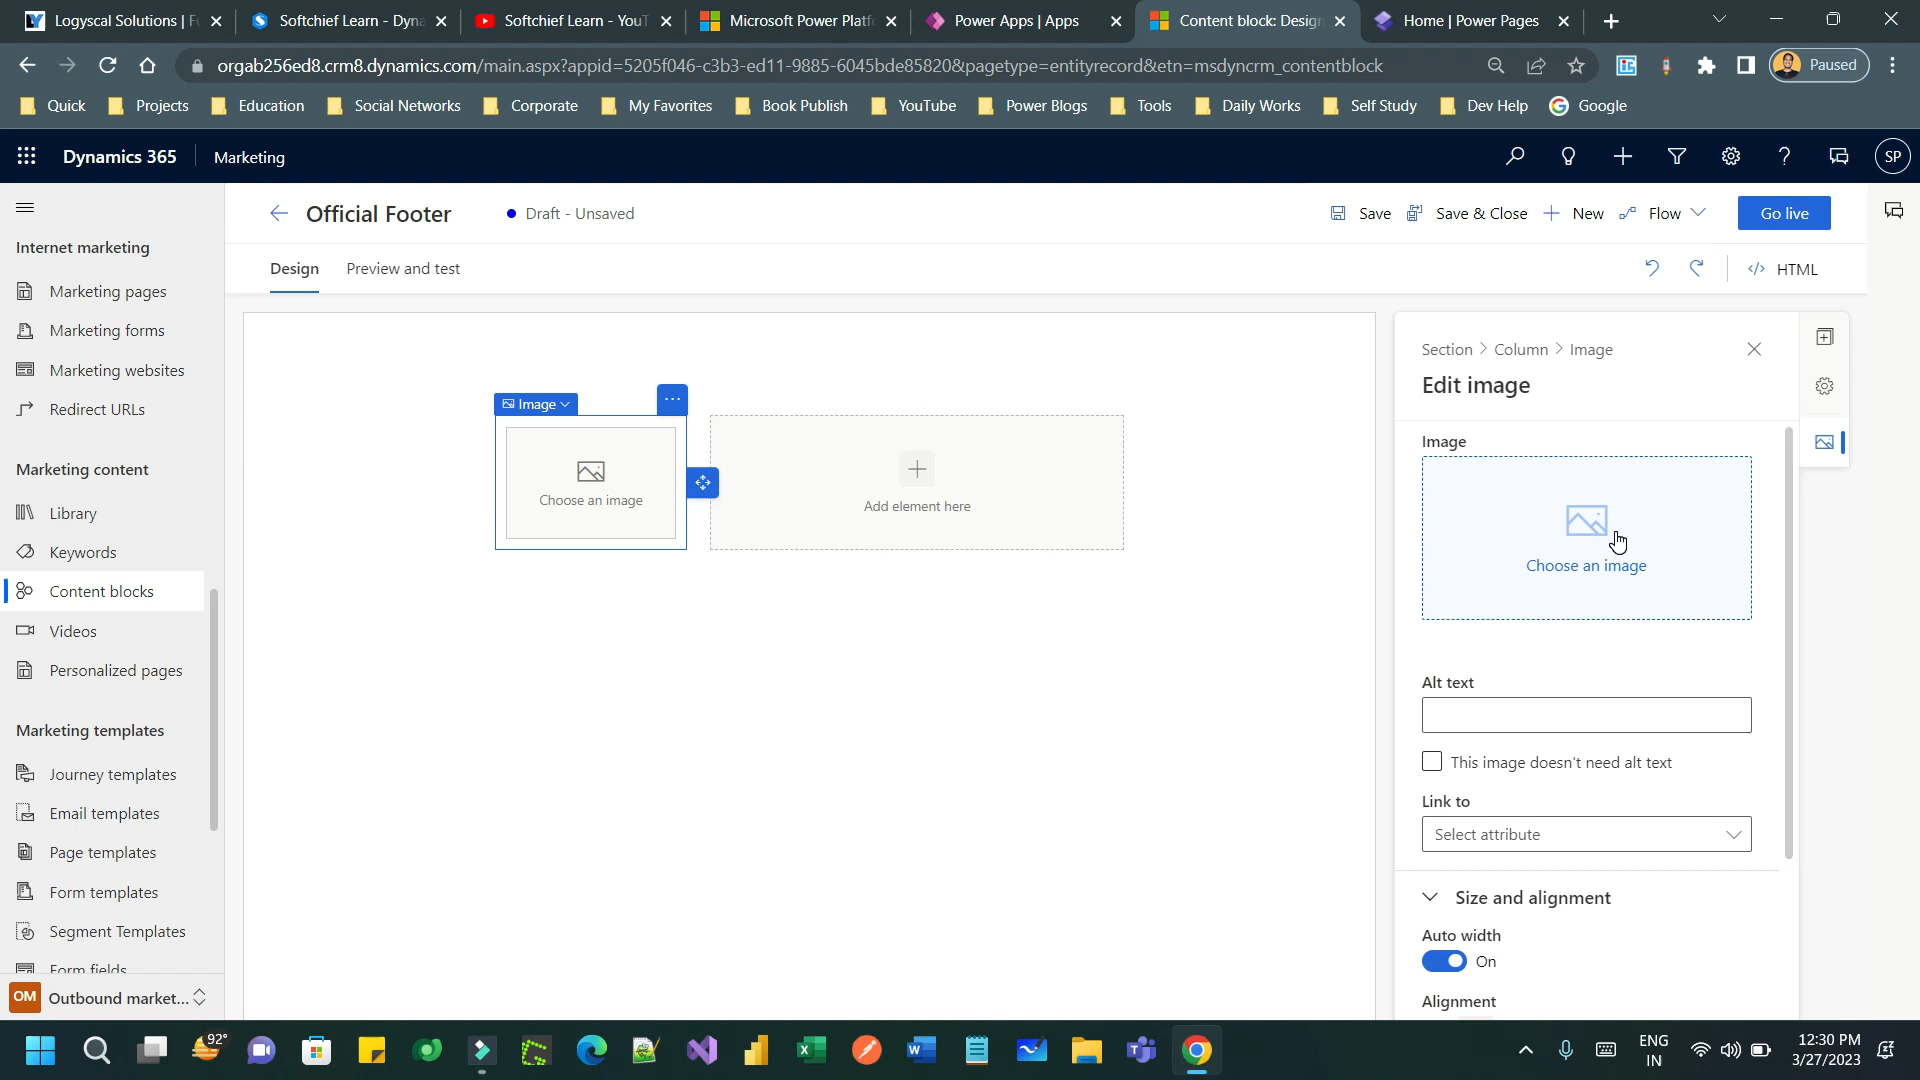 Logyscal Solutions | F
Softchief Learn - Dyna
Softchief Learn - YouT
Microsoft Power Platf
Power Apps | Apps
Content block: Design
Home | Power Pages
orgab256ed8.crm8.dynamics.com/main.aspx?appid=5205f046-c3b3-ed11-9885-6045bde85820&pagetype=entityrecord&etn=msdyncrm_contentblock
Paused
Quick
Projects
Education
Social Networks
Corporate
My Favorites
Book Publish
YouTube
Power Blogs
Tools
Daily Works
Self Study
Dev Help
Google
Dynamics 365
Marketing
SP
Official Footer
Draft - Unsaved
Save
Save & Close
New
Flow
Go live
Design
Preview and test
HTML
Internet marketing
Marketing pages
Marketing forms
Marketing websites
Redirect URLs
Marketing content
Library
Keywords
Content blocks
Videos
Personalized pages
Marketing templates
Journey templates
Email templates
Page templates
Form templates
Segment Templates
Form fields
OM
Outbound market...
Image
Choose an image
Add element here
Section > Column > Image
Edit image
Image
Choose an image
Alt text
This image doesn't need alt text
Link to
Select attribute
Size and alignment
Auto width
On
Alignment
92°
ENG
IN
12:30 PM
3/27/2023